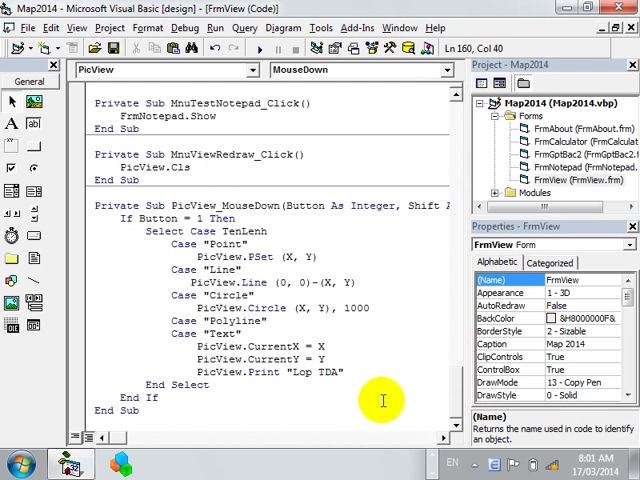 Map2014 - Microsoft Visual Basic [design] - [FrmView (Code)]
File Edit View Project Format Debug Run Query Diagram Tools Add-Ins Window Help
Ln 160, Col 40
General
PicView MouseDown
Private Sub MnuTestNotepad_Click()
FrmNotepad.Show
End Sub
Private Sub MnuViewRedraw_Click()
PicView.Cls
End Sub
Private Sub PicView_MouseDown(Button As Integer, Shift A
If Button = 1 Then
Select Case TenLenh
Case "Point"
PicView.PSet (X, Y)
Case "Line"
PicView.Line (0, 0)-(X, Y)
Case "Circle"
PicView.Circle (X, Y), 1000
Case "Polyline"
Case "Text"
PicView.CurrentX = X
PicView.CurrentY = Y
PicView.Print "Lop TDA"
End Select
End If
End Sub
Project - Map2014
Map2014 (Map2014.vbp)
Forms
FrmAbout (FrmAbout.frm)
FrmCalculator (FrmCalculat
FrmGptBac2 (FrmGptBac2.f
FrmNotepad (FrmNotepad.
FrmView (FrmView.frm)
Modules
Properties - FrmView
FrmView Form
Alphabetic Categorized
(Name) FrmView
Appearance 1 - 3D
AutoRedraw False
BackColor &H8000000F&
BorderStyle 2 - Sizable
Caption Map 2014
ClipControls True
ControlBox True
DrawMode 13 - Copy Pen
DrawStyle 0 - Solid
(Name)
Returns the name used in code to identify
an object.
EN
8:01 AM
17/03/2014